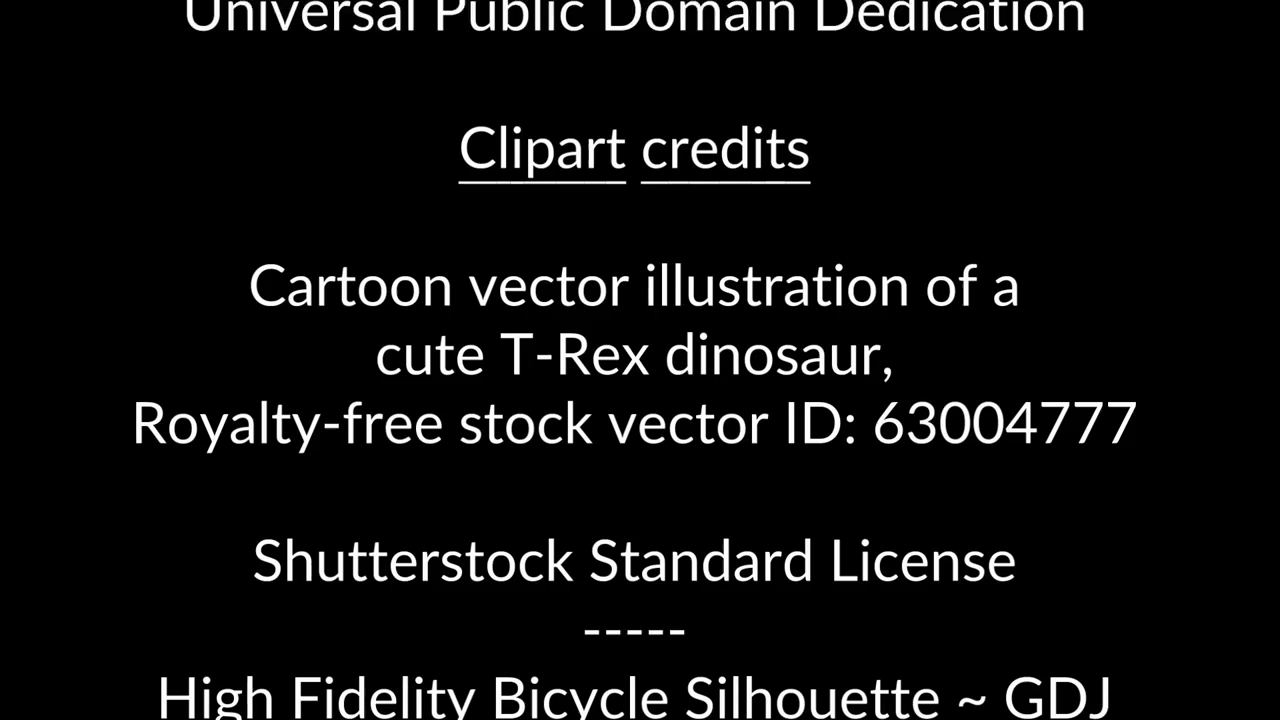 Universal Public Domain Dedication
Clipart credits
Cartoon vector illustration of a
cute T-Rex dinosaur,
Royalty-free stock vector ID: 63004777
Shutterstock Standard License
-----
High Fidelity Bicycle Silhouette ~ GDJ